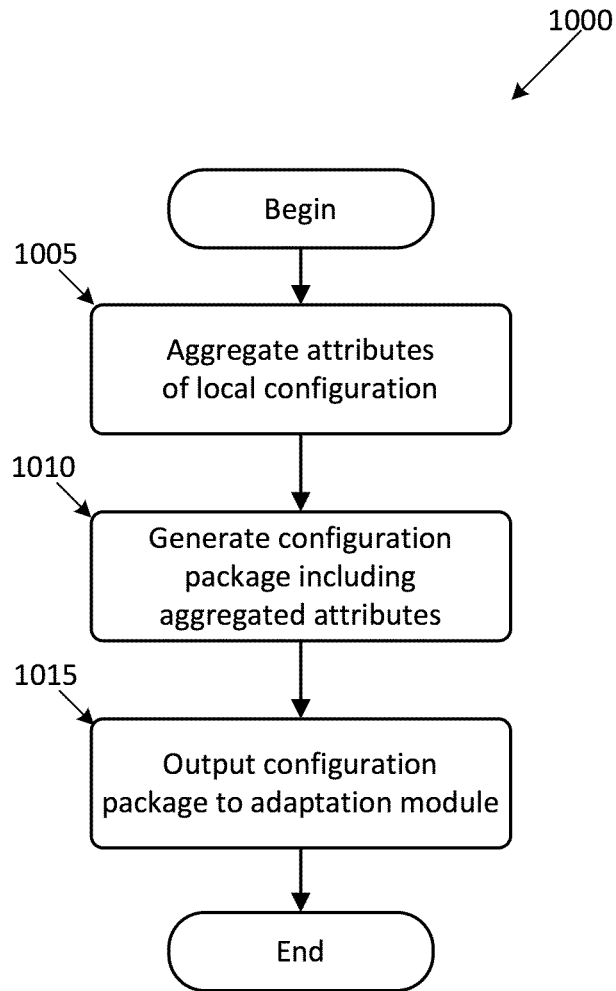 1000
Begin
1005
Aggregate attributes
of local configuration
1010
Generate configuration
package including
aggregated attributes
1015
Output configuration
package to adaptation module
End